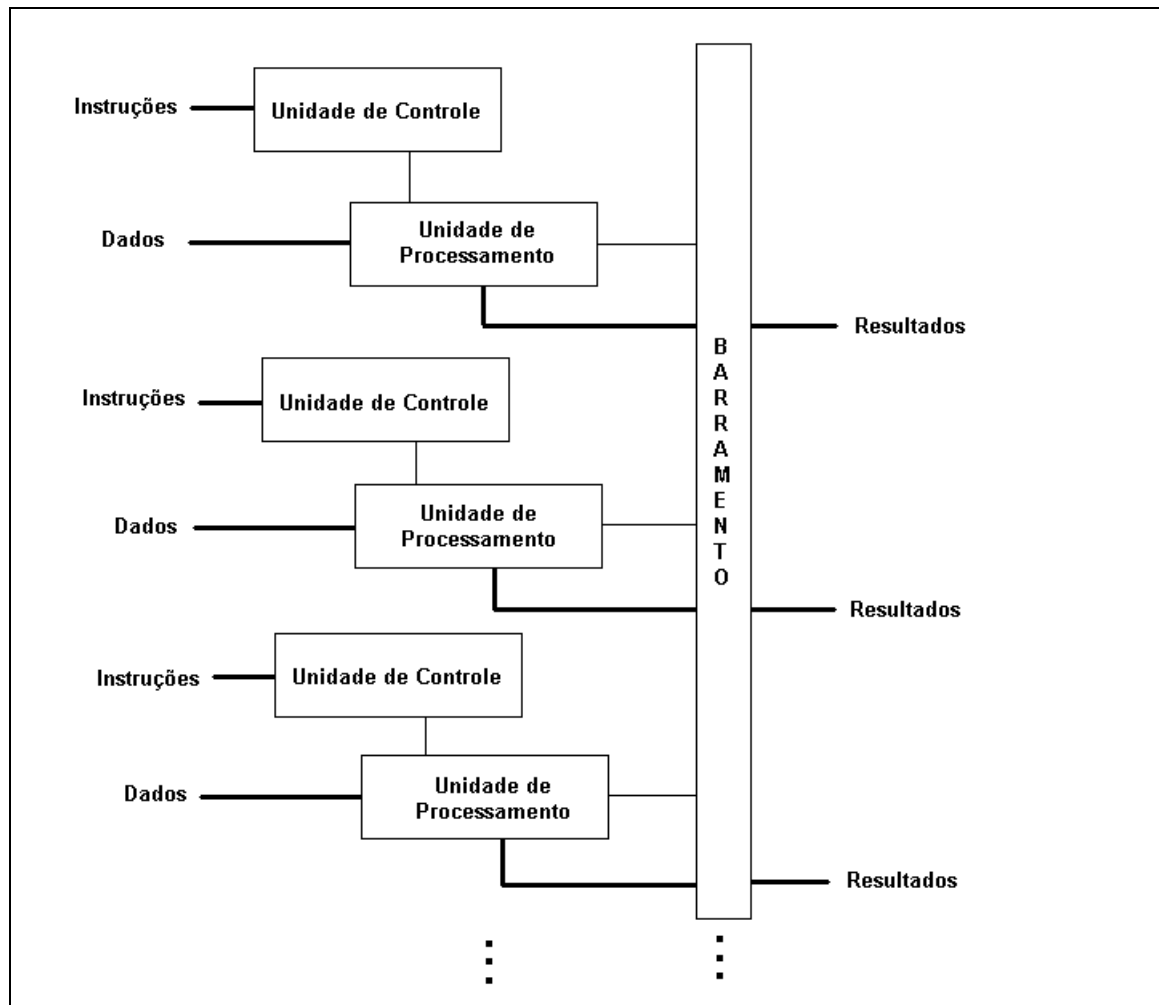 Instruções
Unidade de Controle
Dados
Unidade de
Processamento
Resultados
Instruções
Unidade de Controle
Dados
Unidade de
Processamento
Resultados
Instruções
Unidade de Controle
Dados
Unidade de
Processamento
Resultados
BARRAMENTO